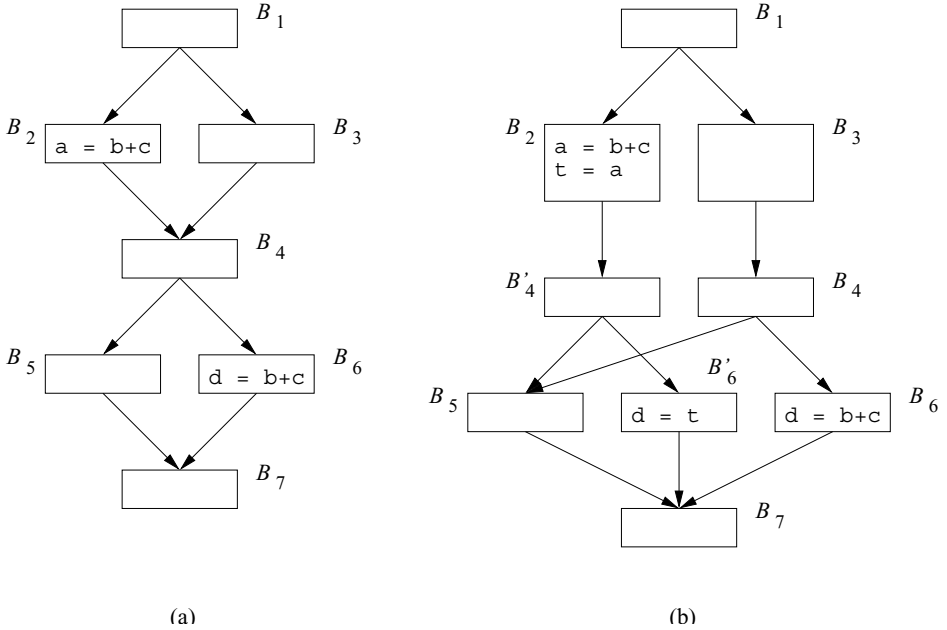 B1
B2
a = b+c
B3
B4
B5
B6
d = b+c
B7
(a)
B1
B2
a = b+c
t = a
B3
B'4
B4
B5
B'6
d = t
B6
d = b+c
B7
(b)